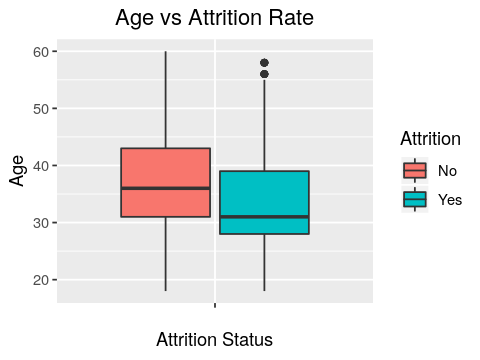 Age vs Attrition Rate
60
50
40
30
20
Age
Attrition Status
Attrition
No
Yes